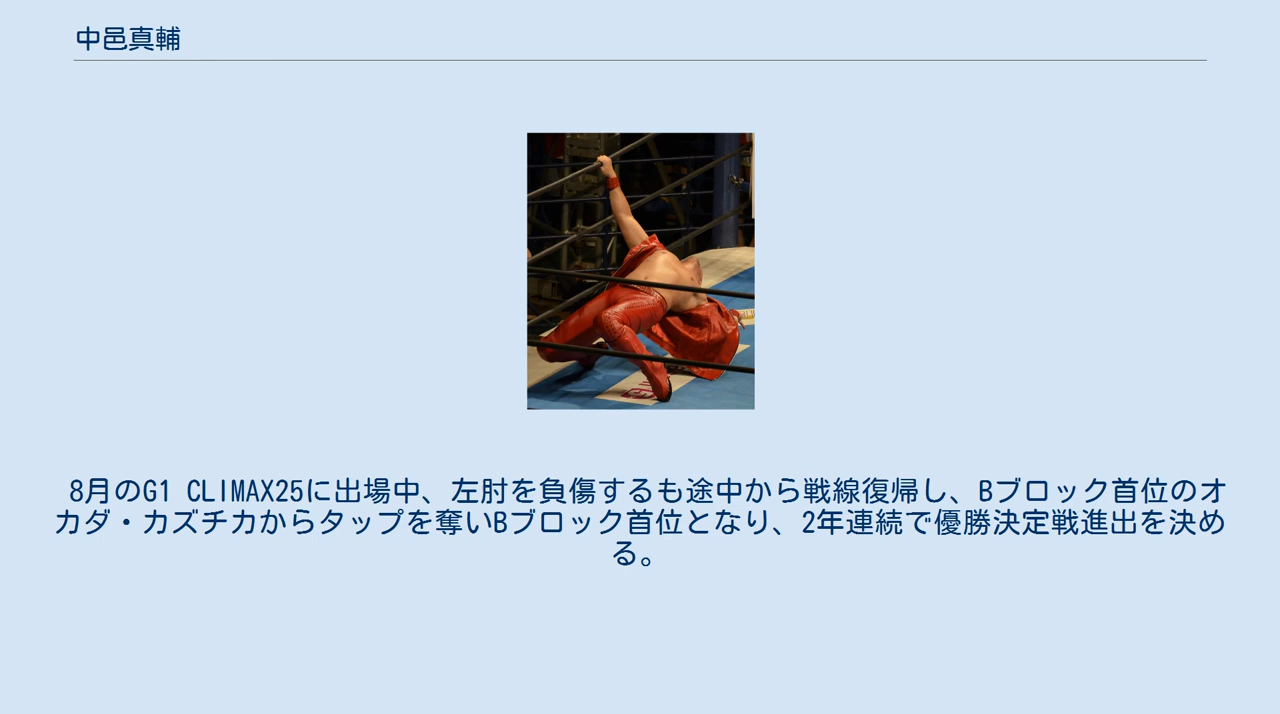 中邑真輔
8月のG1 CLIMAX25に出場中、左肘を負傷するも途中から戦線復帰し、Bブロック首位のオ
カダ・カズチカからタップを奪いBブロック首位となり、2年連続で優勝決定戦進出を決め
る。